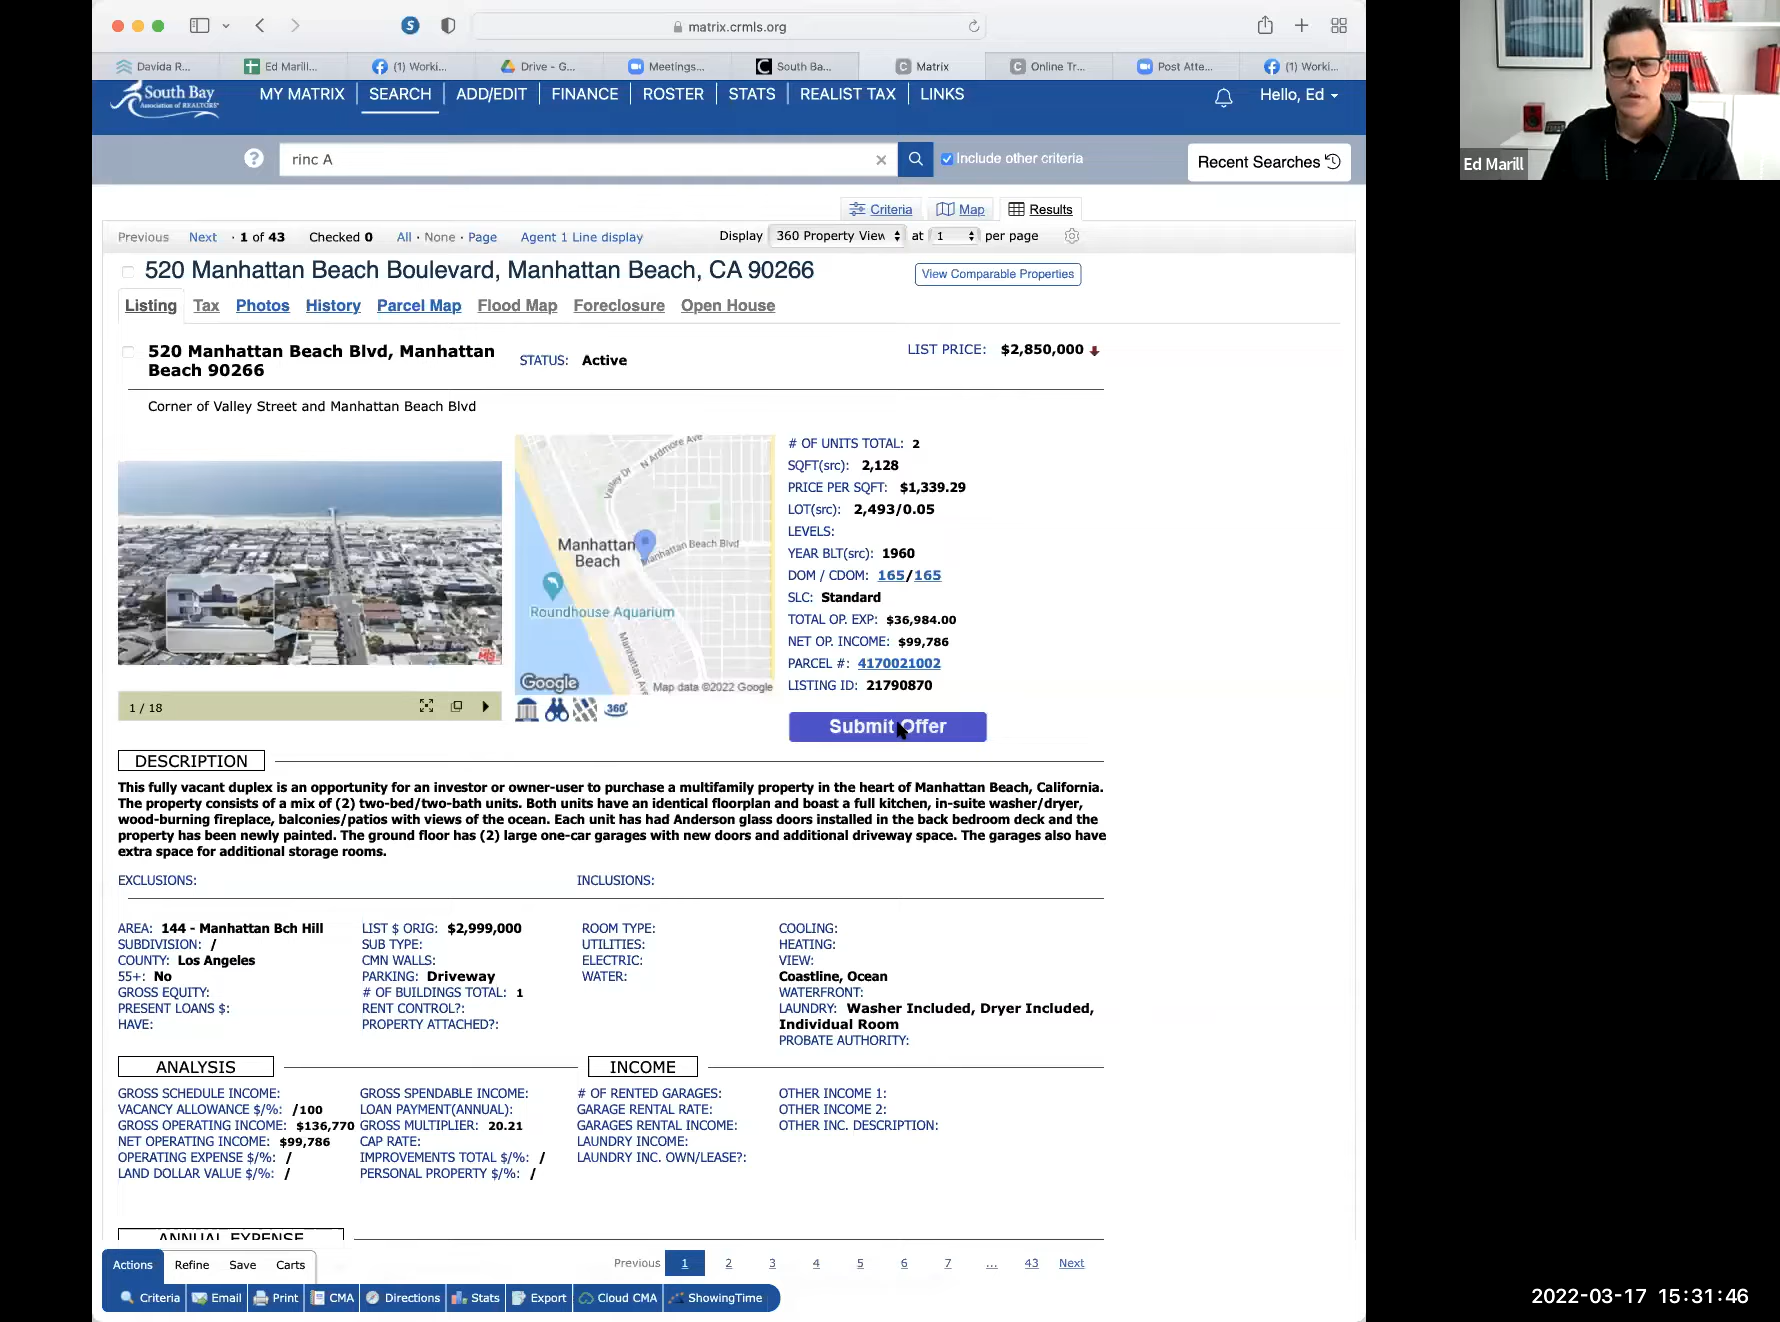 matrix.crmls.org
Davida R...
Ed Marill...
(1) Worki...
Drive - G...
Meetings...
South Ba...
Matrix
Online Tr...
Post Atte...
(1) Worki...
South Bay
Association of REALTORS®
MY MATRIX
SEARCH
ADD/EDIT
FINANCE
ROSTER
STATS
REALIST TAX
LINKS
Hello, Ed
Ed Marill
rinc A
Include other criteria
Recent Searches
Criteria
Map
Results
Previous Next · 1 of 43 Checked 0 All · None · Page Agent 1 Line display
Display 360 Property View at 1 per page
520 Manhattan Beach Boulevard, Manhattan Beach, CA 90266
View Comparable Properties
Listing Tax Photos History Parcel Map Flood Map Foreclosure Open House
520 Manhattan Beach Blvd, Manhattan
Beach 90266
STATUS: Active
LIST PRICE: $2,850,000
Corner of Valley Street and Manhattan Beach Blvd
N Ardmore Ave
Valley Dr
Manhattan
Beach
Manhattan Beach Blvd
Roundhouse Aquarium
Manhattan Ave
Google
Map data ©2022 Google
# OF UNITS TOTAL: 2
SQFT(src): 2,128
PRICE PER SQFT: $1,339.29
LOT(src): 2,493/0.05
LEVELS:
YEAR BLT(src): 1960
DOM / CDOM: 165/165
SLC: Standard
TOTAL OP. EXP: $36,984.00
NET OP. INCOME: $99,786
PARCEL #: 4170021002
LISTING ID: 21790870
1 / 18
360°
Submit Offer
DESCRIPTION
This fully vacant duplex is an opportunity for an investor or owner-user to purchase a multifamily property in the heart of Manhattan Beach, California.
The property consists of a mix of (2) two-bed/two-bath units. Both units have an identical floorplan and boast a full kitchen, in-suite washer/dryer,
wood-burning fireplace, balconies/patios with views of the ocean. Each unit has had Anderson glass doors installed in the back bedroom deck and the
property has been newly painted. The ground floor has (2) large one-car garages with new doors and additional driveway space. The garages also have
extra space for additional storage rooms.
EXCLUSIONS:
INCLUSIONS:
AREA: 144 - Manhattan Bch Hill
SUBDIVISION: /
COUNTY: Los Angeles
55+: No
GROSS EQUITY:
PRESENT LOANS $:
HAVE:
LIST $ ORIG: $2,999,000
SUB TYPE:
CMN WALLS:
PARKING: Driveway
# OF BUILDINGS TOTAL: 1
RENT CONTROL?:
PROPERTY ATTACHED?:
ROOM TYPE:
UTILITIES:
ELECTRIC:
WATER:
COOLING:
HEATING:
VIEW:
Coastline, Ocean
WATERFRONT:
LAUNDRY: Washer Included, Dryer Included,
Individual Room
PROBATE AUTHORITY:
ANALYSIS
GROSS SCHEDULE INCOME:
VACANCY ALLOWANCE $/%: /100
GROSS OPERATING INCOME: $136,770
NET OPERATING INCOME: $99,786
OPERATING EXPENSE $/%: /
LAND DOLLAR VALUE $/%: /
GROSS SPENDABLE INCOME:
LOAN PAYMENT(ANNUAL):
GROSS MULTIPLIER: 20.21
CAP RATE:
IMPROVEMENTS TOTAL $/%: /
PERSONAL PROPERTY $/%: /
INCOME
# OF RENTED GARAGES:
GARAGE RENTAL RATE:
GARAGES RENTAL INCOME:
LAUNDRY INCOME:
LAUNDRY INC. OWN/LEASE?:
OTHER INCOME 1:
OTHER INCOME 2:
OTHER INC. DESCRIPTION:
ANNUAL EXPENSE
Actions Refine Save Carts
Previous 1 2 3 4 5 6 7 ... 43 Next
Criteria Email Print CMA Directions Stats Export Cloud CMA ShowingTime
2022-03-17 15:31:46